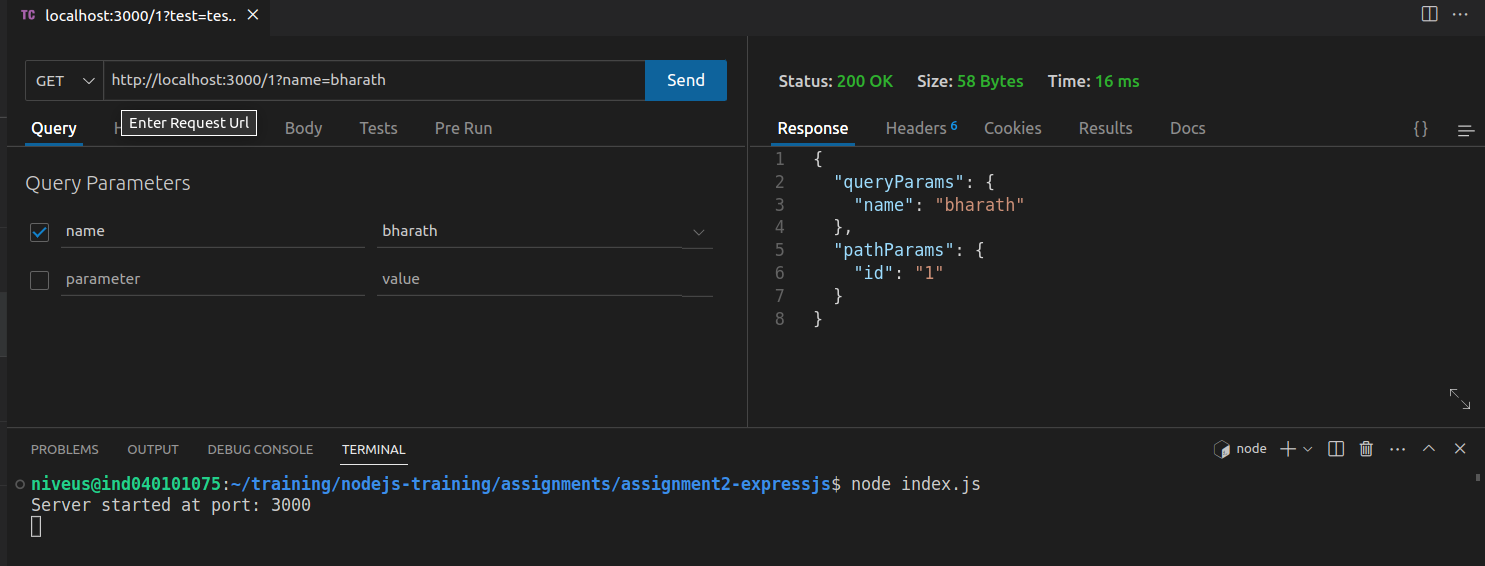 TC localhost:3000/1?test=tes..
GET http://localhost:3000/1?name=bharath Send
Enter Request Url
Query H Body Tests Pre Run
Query Parameters
name bharath
parameter value
Status: 200 OK Size: 58 Bytes Time: 16 ms
Response Headers 6 Cookies Results Docs {}
1 {
2 "queryParams": {
3 "name": "bharath"
4 },
5 "pathParams": {
6 "id": "1"
7 }
8 }
PROBLEMS OUTPUT DEBUG CONSOLE TERMINAL node
niveus@ind040101075:~/training/nodejs-training/assignments/assignment2-expressjs$ node index.js
Server started at port: 3000